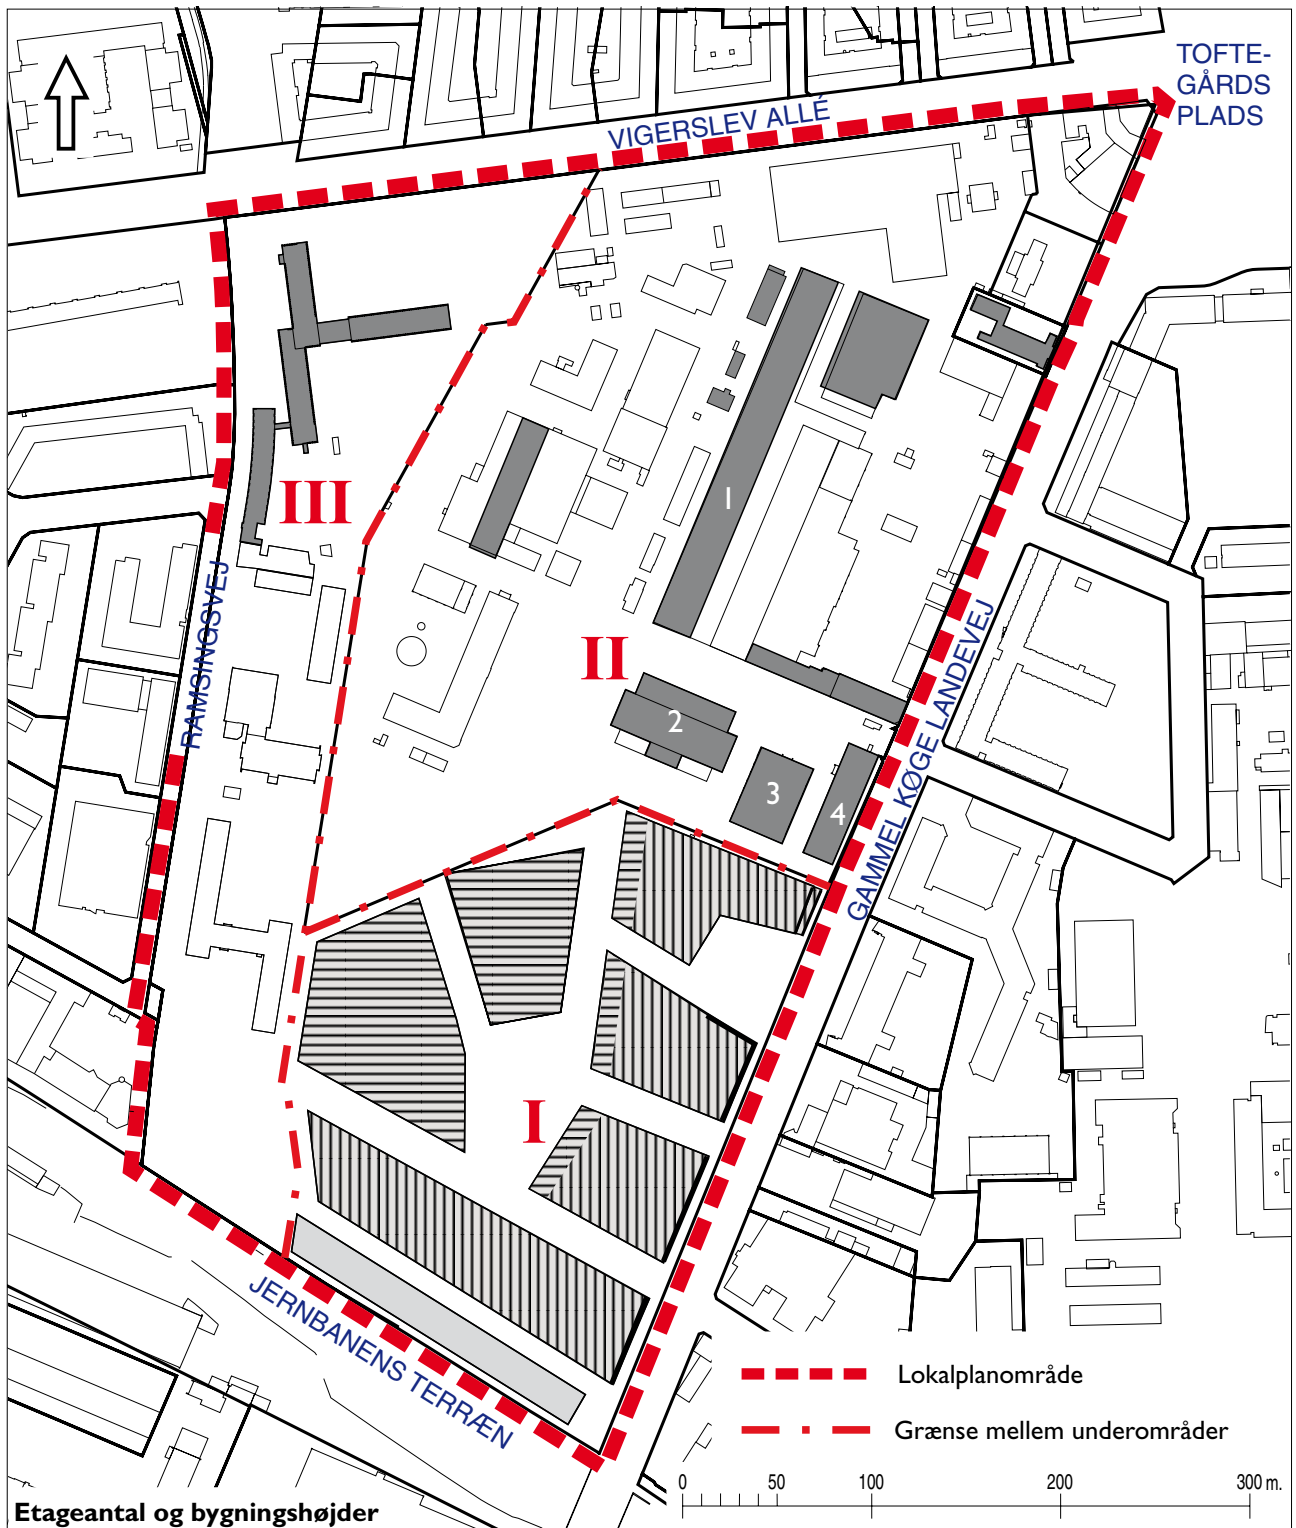 TOFTE-
GÅRDS
PLADS
VIGERSLEV ALLÉ
III
1
RAMSINGSVEJ
II
2
3
4
GAMMEL KØGE LANDEVEJ
I
JERNBANENS TERRÆN
Lokalplanområde
Grænse mellem underområder
0 50 100 200 300 m.
Etageantal og bygningshøjder